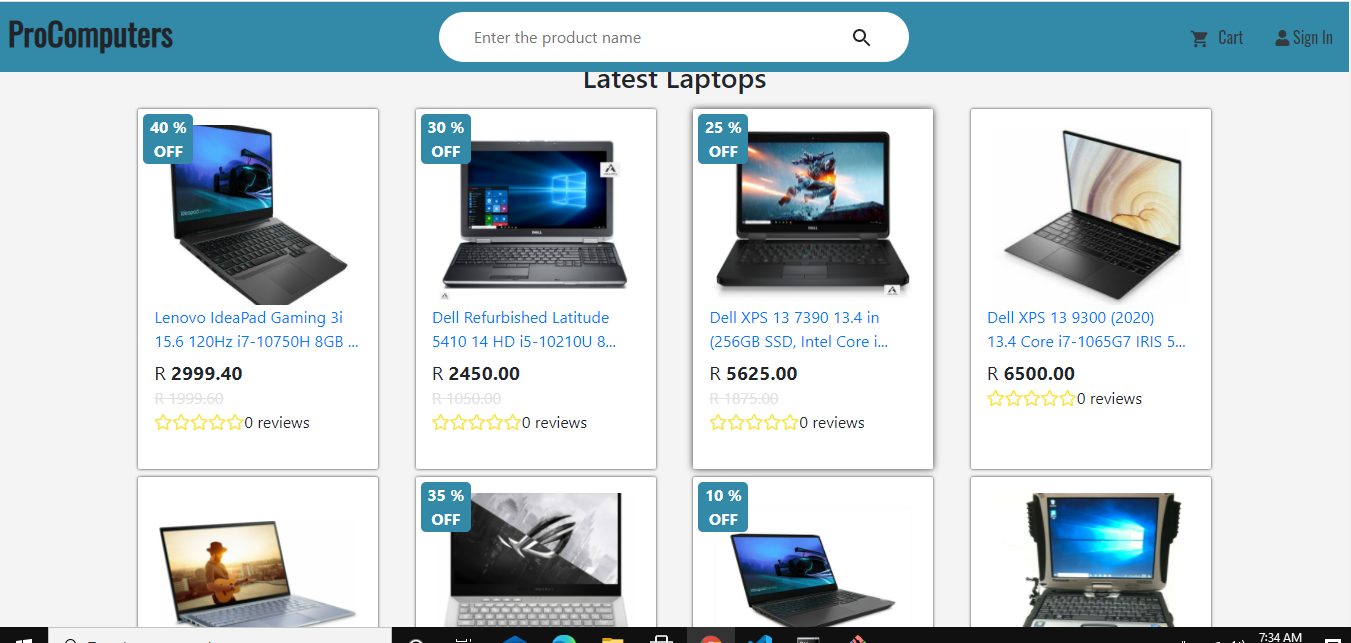 ProComputers
Enter the product name
Cart
Sign In
Latest Laptops
40 %
OFF
Lenovo IdeaPad Gaming 3i
15.6 120Hz i7-10750H 8GB ...
R 2999.40
R 1999.60
0 reviews
30 %
OFF
DELL
Dell Refurbished Latitude
5410 14 HD i5-10210U 8...
R 2450.00
R 1050.00
0 reviews
25 %
OFF
DELL
Dell XPS 13 7390 13.4 in
(256GB SSD, Intel Core i...
R 5625.00
R 1875.00
0 reviews
Dell XPS 13 9300 (2020)
13.4 Core i7-1065G7 IRIS 5...
R 6500.00
0 reviews
35 %
OFF
10 %
OFF
7:34 AM